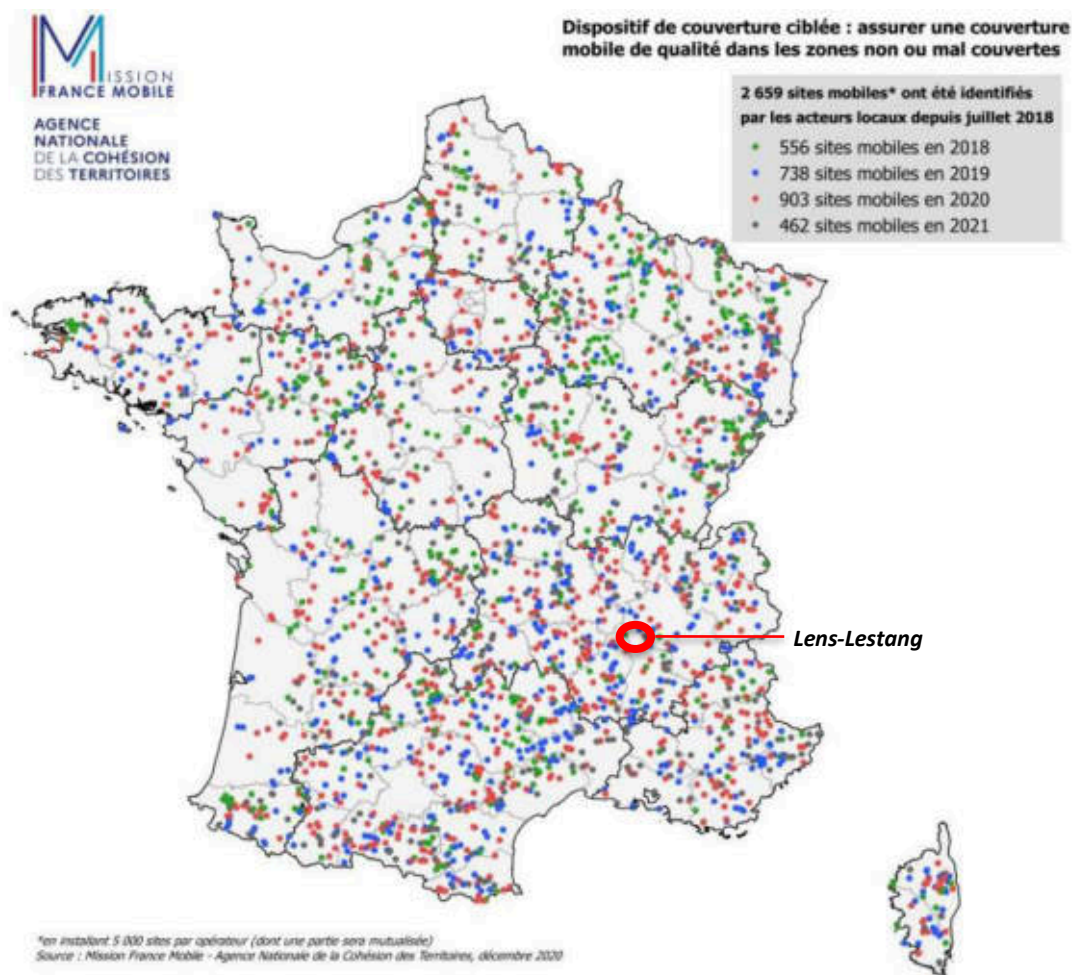 MISSION
FRANCE MOBILE
AGENCE
NATIONALE
DE LA COHÉSION
DES TERRITOIRES
Dispositif de couverture ciblée : assurer une couverture
mobile de qualité dans les zones non ou mal couvertes
2 659 sites mobiles* ont été identifiés
par les acteurs locaux depuis juillet 2018
556 sites mobiles en 2018
738 sites mobiles en 2019
903 sites mobiles en 2020
462 sites mobiles en 2021
Lens-Lestang
*en installant 5 000 sites par opérateur (dont une partie sera mutualisée)
Source : Mission France Mobile - Agence Nationale de la Cohésion des Territoires, décembre 2020